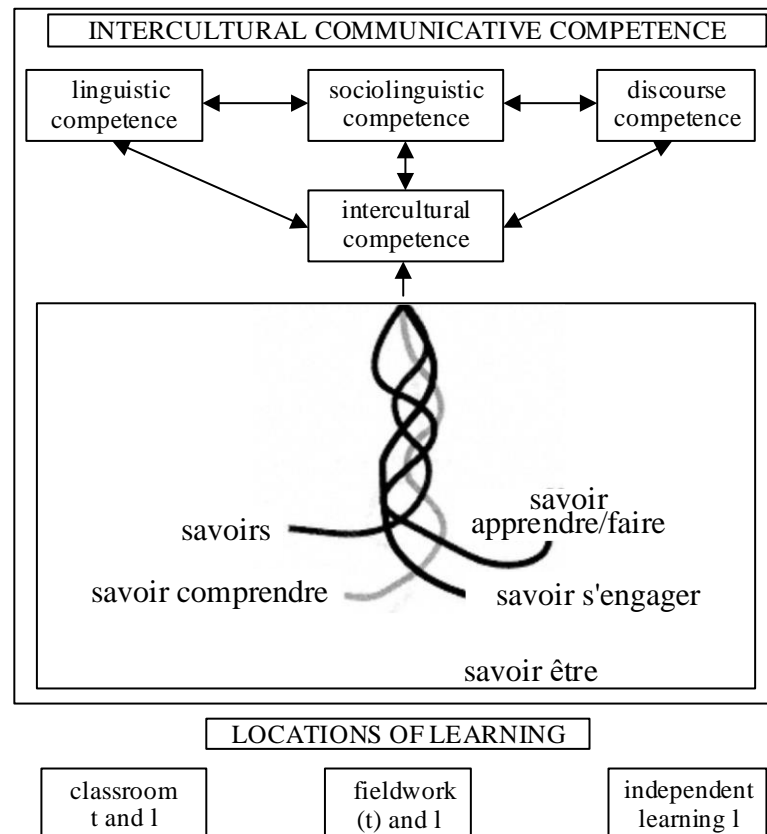 INTERCULTURAL COMMUNICATIVE COMPETENCE
linguistic
competence
sociolinguistic
competence
discourse
competence
intercultural
competence
savoirs
savoir
apprendre/faire
savoir comprendre
savoir s'engager
savoir être
LOCATIONS OF LEARNING
classroom
t and l
fieldwork
(t) and l
independent
learning l